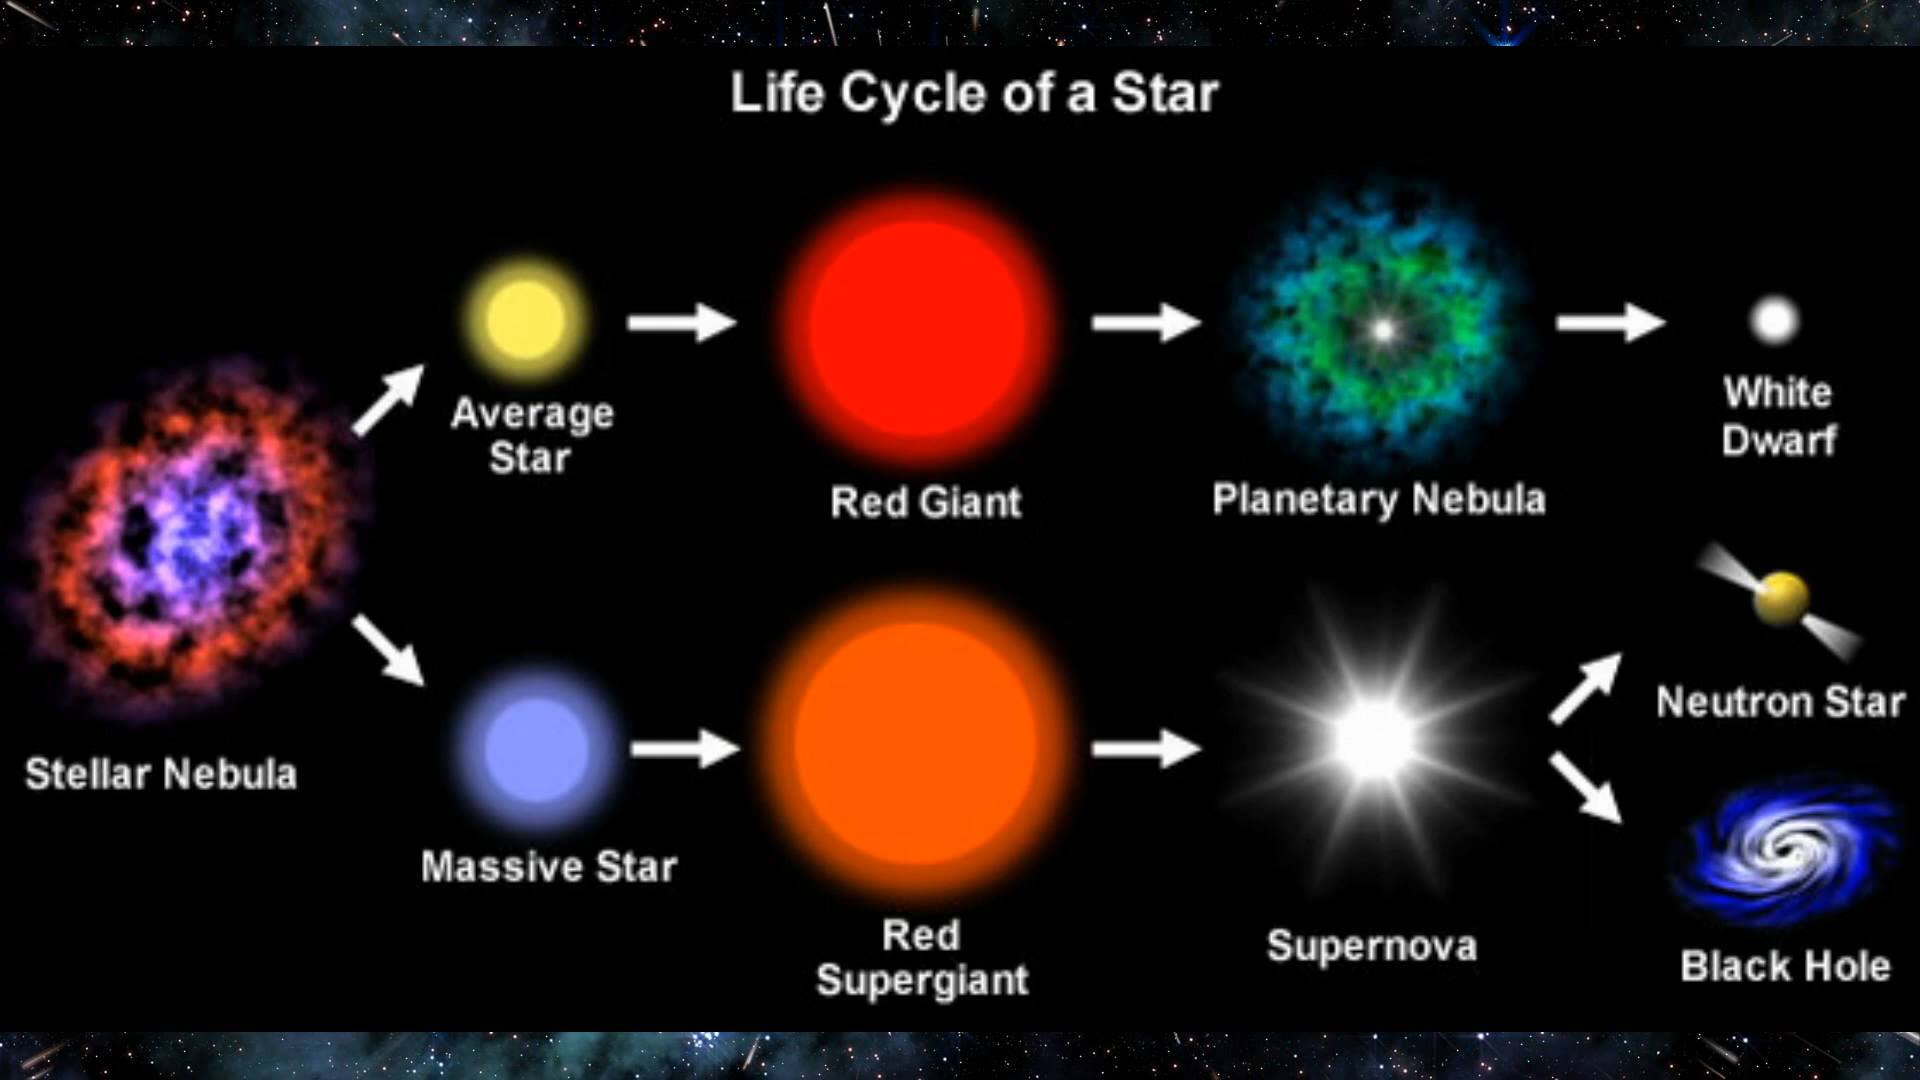 Life Cycle of a Star
Average
Star
Red Giant
Planetary Nebula
White
Dwarf
Stellar Nebula
Massive Star
Red
Supergiant
Supernova
Neutron Star
Black Hole